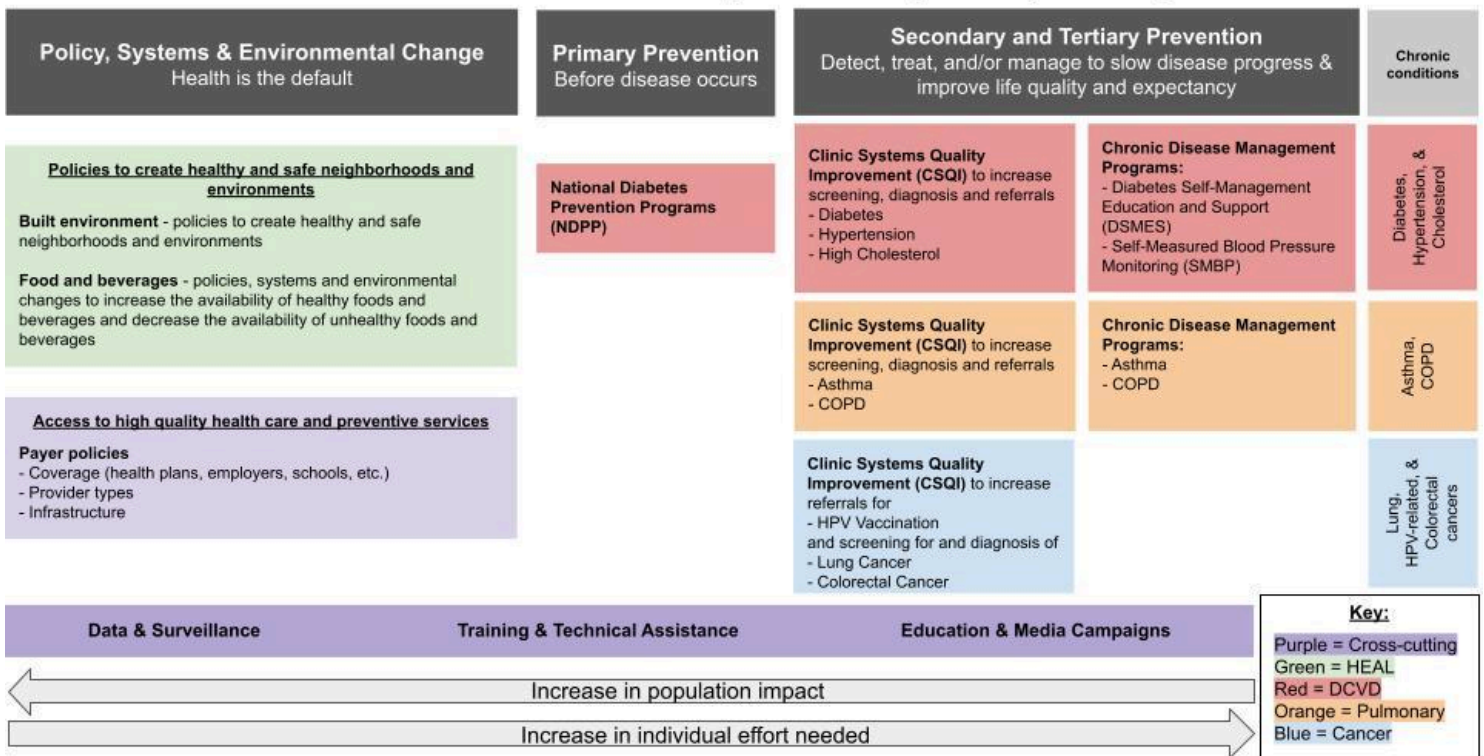 Policy, Systems & Environmental Change
Health is the default
Primary Prevention
Before disease occurs
Secondary and Tertiary Prevention
Detect, treat, and/or manage to slow disease progress &
improve life quality and expectancy
Chronic
conditions
Policies to create healthy and safe neighborhoods and
environments
Built environment - policies to create healthy and safe
neighborhoods and environments
Food and beverages - policies, systems and environmental
changes to increase the availability of healthy foods and
beverages and decrease the availability of unhealthy foods and
beverages
Access to high quality health care and preventive services
Payer policies
- Coverage (health plans, employers, schools, etc.)
- Provider types
- Infrastructure
National Diabetes
Prevention Programs
(NDPP)
Clinic Systems Quality
Improvement (CSQI) to increase
screening, diagnosis and referrals
- Diabetes
- Hypertension
- High Cholesterol
Chronic Disease Management
Programs:
- Diabetes Self-Management
Education and Support
(DSMES)
- Self-Measured Blood Pressure
Monitoring (SMBP)
Diabetes,
Hypertension, &
Cholesterol
Clinic Systems Quality
Improvement (CSQI) to increase
screening, diagnosis and referrals
- Asthma
- COPD
Chronic Disease Management
Programs:
- Asthma
- COPD
Asthma,
COPD
Clinic Systems Quality
Improvement (CSQI) to increase
referrals for
- HPV Vaccination
and screening for and diagnosis of
- Lung Cancer
- Colorectal Cancer
Lung,
HPV-related, &
Colorectal
cancers
Data & Surveillance
Training & Technical Assistance
Education & Media Campaigns
Increase in population impact
Increase in individual effort needed
Key:
Purple = Cross-cutting
Green = HEAL
Red = DCVD
Orange = Pulmonary
Blue = Cancer